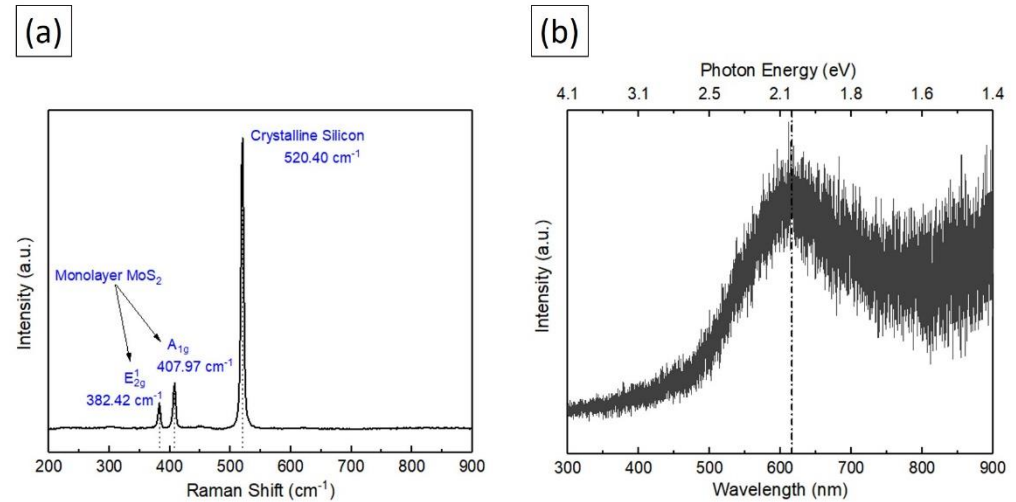 (a)
Crystalline Silicon
520.40 cm⁻¹
Monolayer MoS₂
A₁g
407.97 cm⁻¹
E¹₂g
382.42 cm⁻¹
Intensity (a.u.)
200 300 400 500 600 700 800 900
Raman Shift (cm⁻¹)
(b)
Photon Energy (eV)
4.1 3.1 2.5 2.1 1.8 1.6 1.4
Intensity (a.u.)
300 400 500 600 700 800 900
Wavelength (nm)